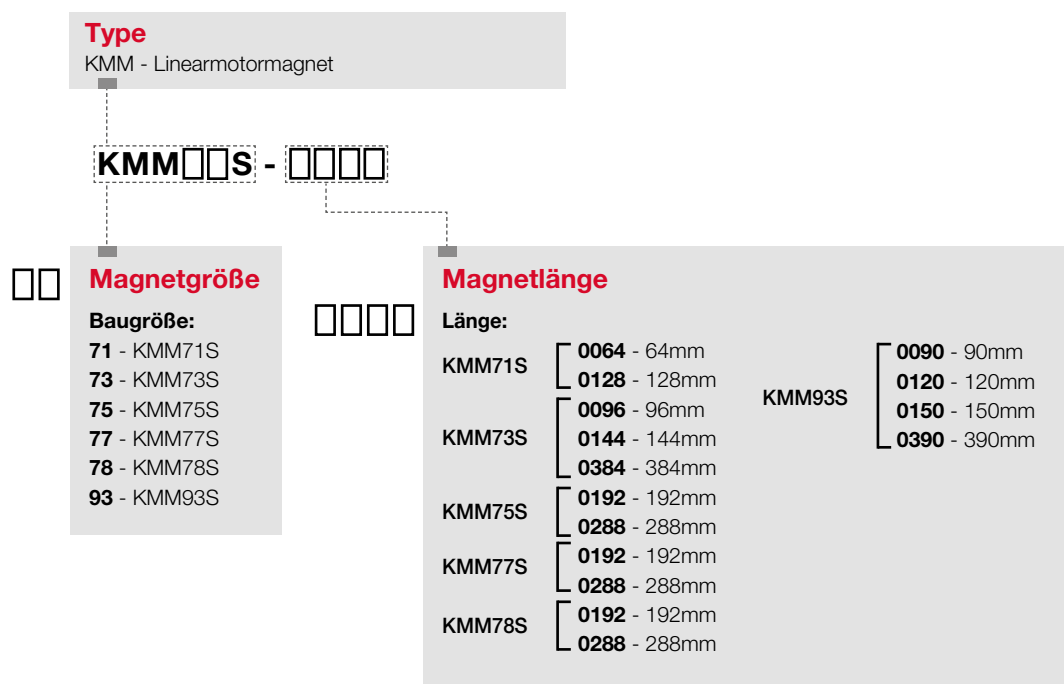 Type
KMM - Linearmotormagnet
KMM□□S - □□□□
□□
Magnetgröße
Baugröße:
71 - KMM71S
73 - KMM73S
75 - KMM75S
77 - KMM77S
78 - KMM78S
93 - KMM93S
□□□□
Magnetlänge
Länge:
KMM71S
0064 - 64mm
0128 - 128mm
KMM73S
0096 - 96mm
0144 - 144mm
0384 - 384mm
KMM75S
0192 - 192mm
0288 - 288mm
KMM77S
0192 - 192mm
0288 - 288mm
KMM78S
0192 - 192mm
0288 - 288mm
KMM93S
0090 - 90mm
0120 - 120mm
0150 - 150mm
0390 - 390mm